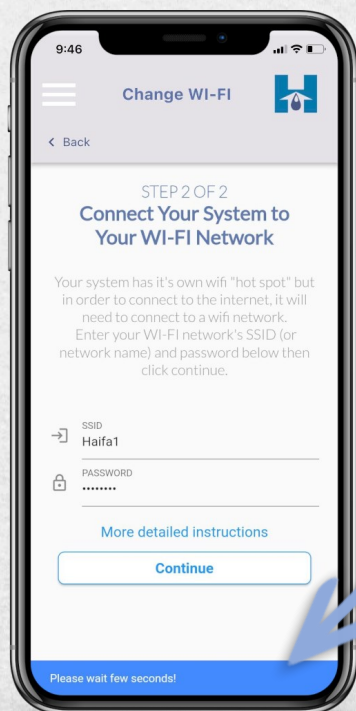 9:46
Change WI-FI
< Back
STEP 2 OF 2
Connect Your System to
Your WI-FI Network
Your system has it's own wifi "hot spot" but
in order to connect to the internet, it will
need to connect to a wifi network.
Enter your WI-FI network's SSID (or
network name) and password below then
click continue.
SSID
Haifa1
PASSWORD
••••••••
More detailed instructions
Continue
Please wait few seconds!